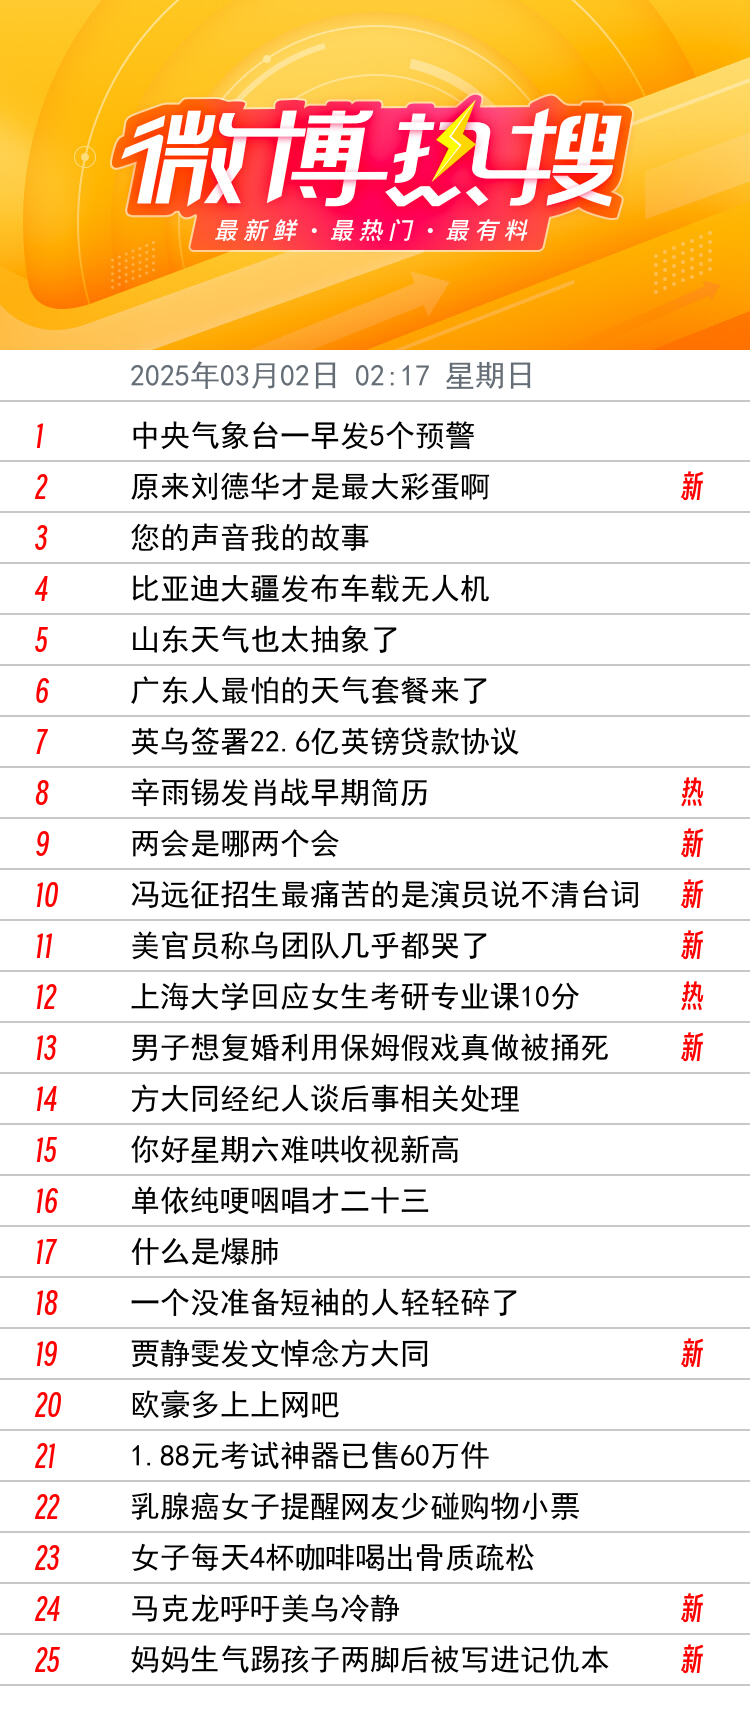 微博热搜
最新鲜·最热门·最有料
2025年03月02日 02:17 星期日
1 中央气象台一早发5个预警
2 原来刘德华才是最大彩蛋啊 新
3 您的声音我的故事
4 比亚迪大疆发布车载无人机
5 山东天气也太抽象了
6 广东人最怕的天气套餐来了
7 英乌签署22.6亿英镑贷款协议
8 辛雨锡发肖战早期简历 热
9 两会是哪两个会 新
10 冯远征招生最痛苦的是演员说不清台词 新
11 美官员称乌团队几乎都哭了 新
12 上海大学回应女生考研专业课10分 热
13 男子想复婚利用保姆假戏真做被捅死 新
14 方大同经纪人谈后事相关处理
15 你好星期六难哄收视新高
16 单依纯哽咽唱才二十三
17 什么是爆肺
18 一个没准备短袖的人轻轻碎了
19 贾静雯发文悼念方大同 新
20 欧豪多上上网吧
21 1.88元考试神器已售60万件
22 乳腺癌女子提醒网友少碰购物小票
23 女子每天4杯咖啡喝出骨质疏松
24 马克龙呼吁美乌冷静 新
25 妈妈生气踢孩子两脚后被写进记仇本 新